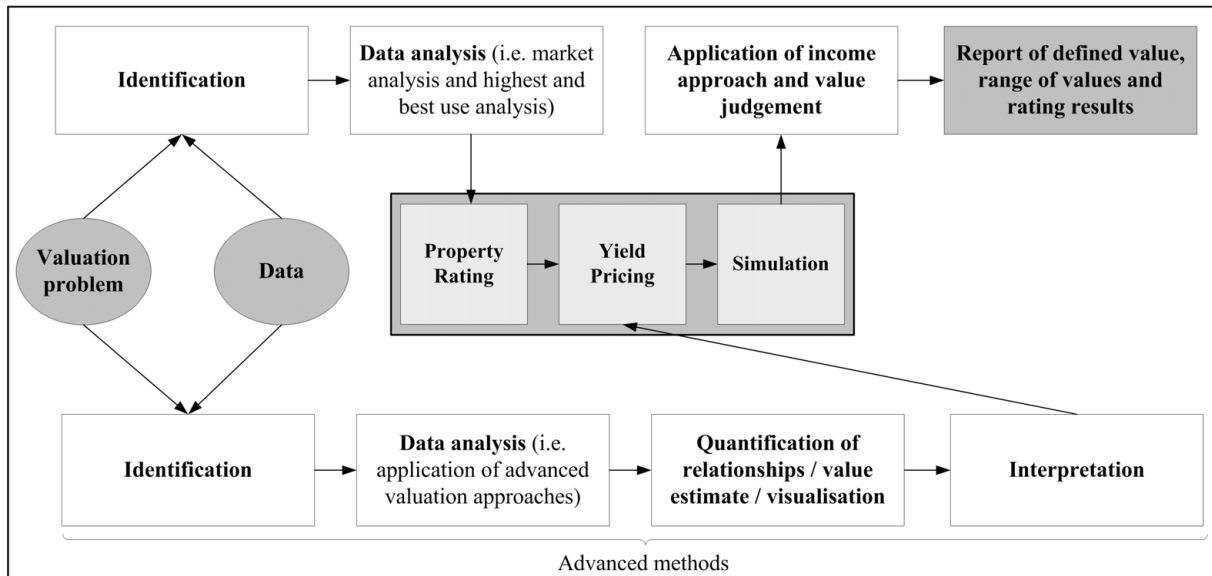 Identification
Data analysis (i.e. market
analysis and highest and
best use analysis)
Application of income
approach and value
judgement
Report of defined value,
range of values and
rating results
Valuation
problem
Data
Property
Rating
Yield
Pricing
Simulation
Identification
Data analysis (i.e.
application of advanced
valuation approaches)
Quantification of
relationships / value
estimate / visualisation
Interpretation
Advanced methods